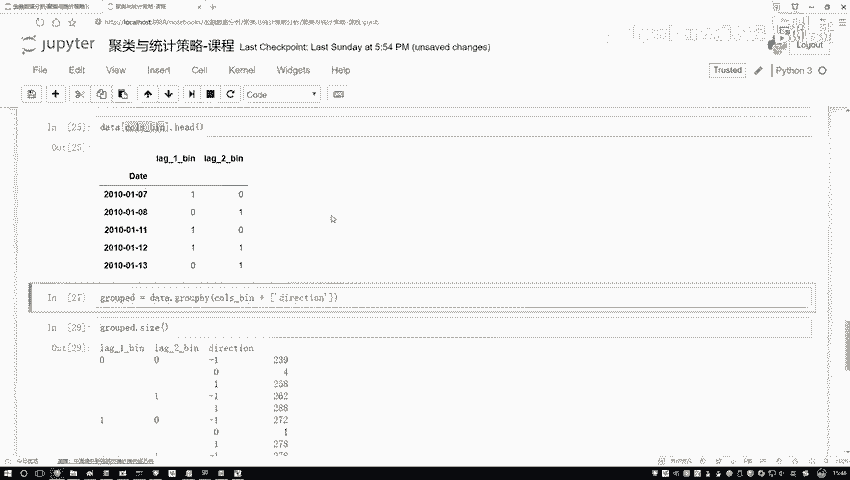 jupyter 聚类与统计策略-课程 Last Checkpoint: Last Sunday at 5:54 PM (unsaved changes)
Logout
File Edit View Insert Cell Kernel Widgets Help
Trusted Python 3
Code
In [25]: data[cols_bin].head()
Out[25]:
lag_1_bin lag_2_bin
Date
2010-01-07 1 0
2010-01-08 0 1
2010-01-11 1 0
2010-01-12 1 1
2010-01-13 0 1
In [27]: grouped = data.groupby(cols_bin + ['direction'])
In [29]: grouped.size()
Out[29]: lag_1_bin lag_2_bin direction
0 0 -1 239
0 4
1 258
1 -1 262
1 288
1 0 -1 272
0 1
1 278